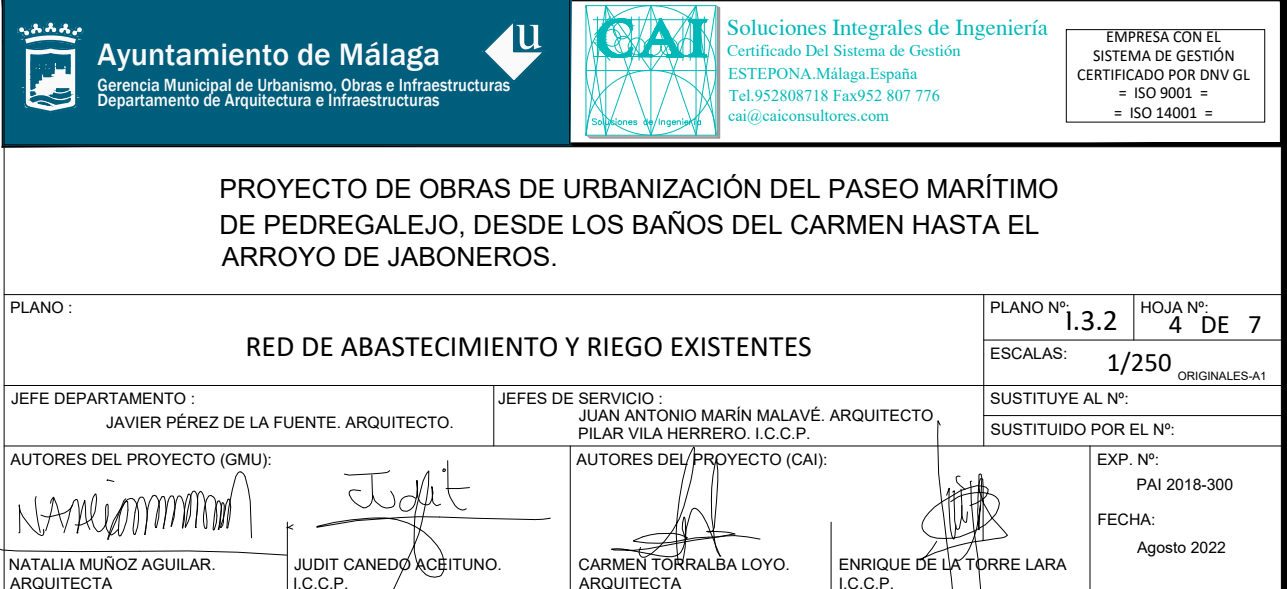 Ayuntamiento de Málaga
Gerencia Municipal de Urbanismo, Obras e Infraestructuras
Departamento de Arquitectura e Infraestructuras
u
CAI
Soluciones de Ingeniería
Soluciones Integrales de Ingeniería
Certificado Del Sistema de Gestión
ESTEPONA.Málaga.España
Tel.952808718 Fax952 807 776
cai@caiconsultores.com
EMPRESA CON EL
SISTEMA DE GESTIÓN
CERTIFICADO POR DNV GL
= ISO 9001 =
= ISO 14001 =
PROYECTO DE OBRAS DE URBANIZACIÓN DEL PASEO MARÍTIMO
DE PEDREGALEJO, DESDE LOS BAÑOS DEL CARMEN HASTA EL
ARROYO DE JABONEROS.
PLANO :
RED DE ABASTECIMIENTO Y RIEGO EXISTENTES
PLANO Nº:
I.3.2
HOJA Nº:
4 DE 7
ESCALAS:
1/250
ORIGINALES-A1
JEFE DEPARTAMENTO :
JAVIER PÉREZ DE LA FUENTE. ARQUITECTO.
JEFES DE SERVICIO :
JUAN ANTONIO MARÍN MALAVÉ. ARQUITECTO
PILAR VILA HERRERO. I.C.C.P.
SUSTITUYE AL Nº:
SUSTITUIDO POR EL Nº:
AUTORES DEL PROYECTO (GMU):
Judit
NATALIA MUÑOZ AGUILAR.
ARQUITECTA
JUDIT CANEDO ACEITUNO.
I.C.C.P.
AUTORES DEL PROYECTO (CAI):
CARMEN TORRALBA LOYO.
ARQUITECTA
ENRIQUE DE LA TORRE LARA
I.C.C.P.
EXP. Nº:
PAI 2018-300
FECHA:
Agosto 2022